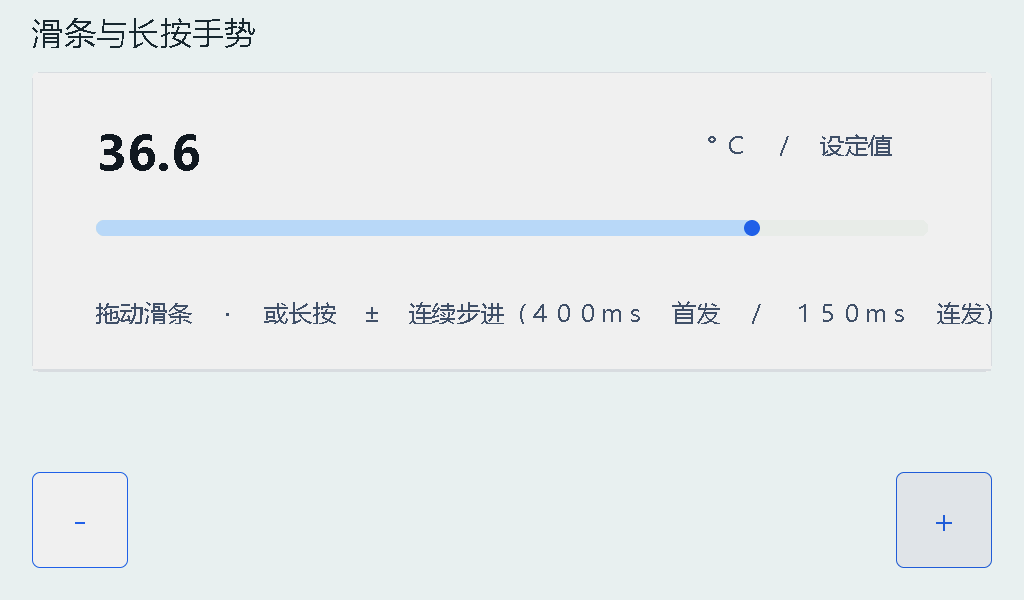 滑条与长按手势
36.6
°C / 设定值
拖动滑条 · 或长按 ± 连续步进(400ms 首发 / 150ms 连发)
-
+